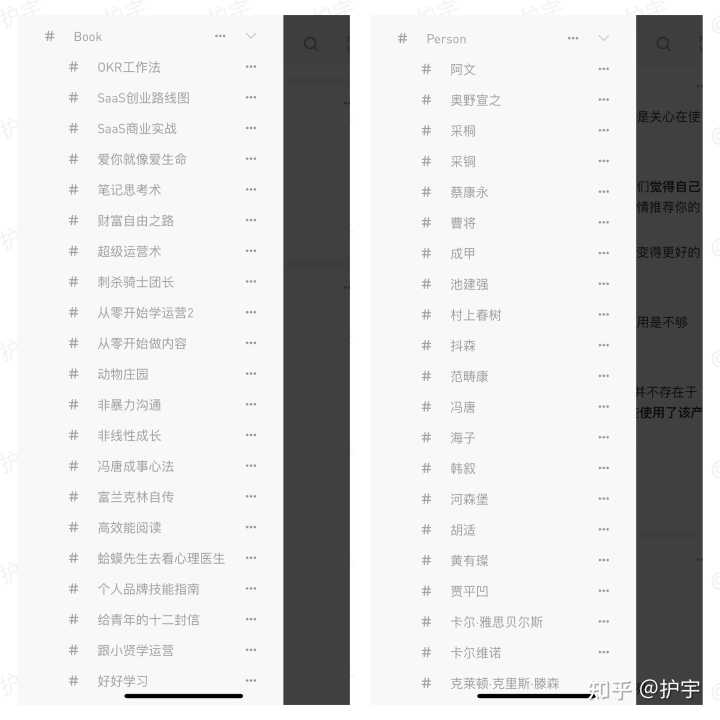 Book
OKR工作法
SaaS创业路线图
SaaS商业实战
爱你就像爱生命
笔记思考术
财富自由之路
超级运营术
刺杀骑士团长
从零开始学运营2
从零开始做内容
动物庄园
非暴力沟通
非线性成长
冯唐成事心法
富兰克林自传
高效能阅读
蛤蟆先生去看心理医生
个人品牌技能指南
给青年的十二封信
跟小贤学运营
好好学习
Person
阿文
奥野宣之
采桐
采铜
蔡康永
曹将
成甲
池建强
村上春树
抖森
范畴康
冯唐
海子
韩叙
河森堡
胡适
黄有璨
贾平凹
卡尔·雅思贝尔斯
卡尔维诺
克莱顿·克里斯·滕森
是关心在使
们觉得自己
情推荐你的
变得更好的
用是不够
并不存在于
使用了该产
知乎 @护宇